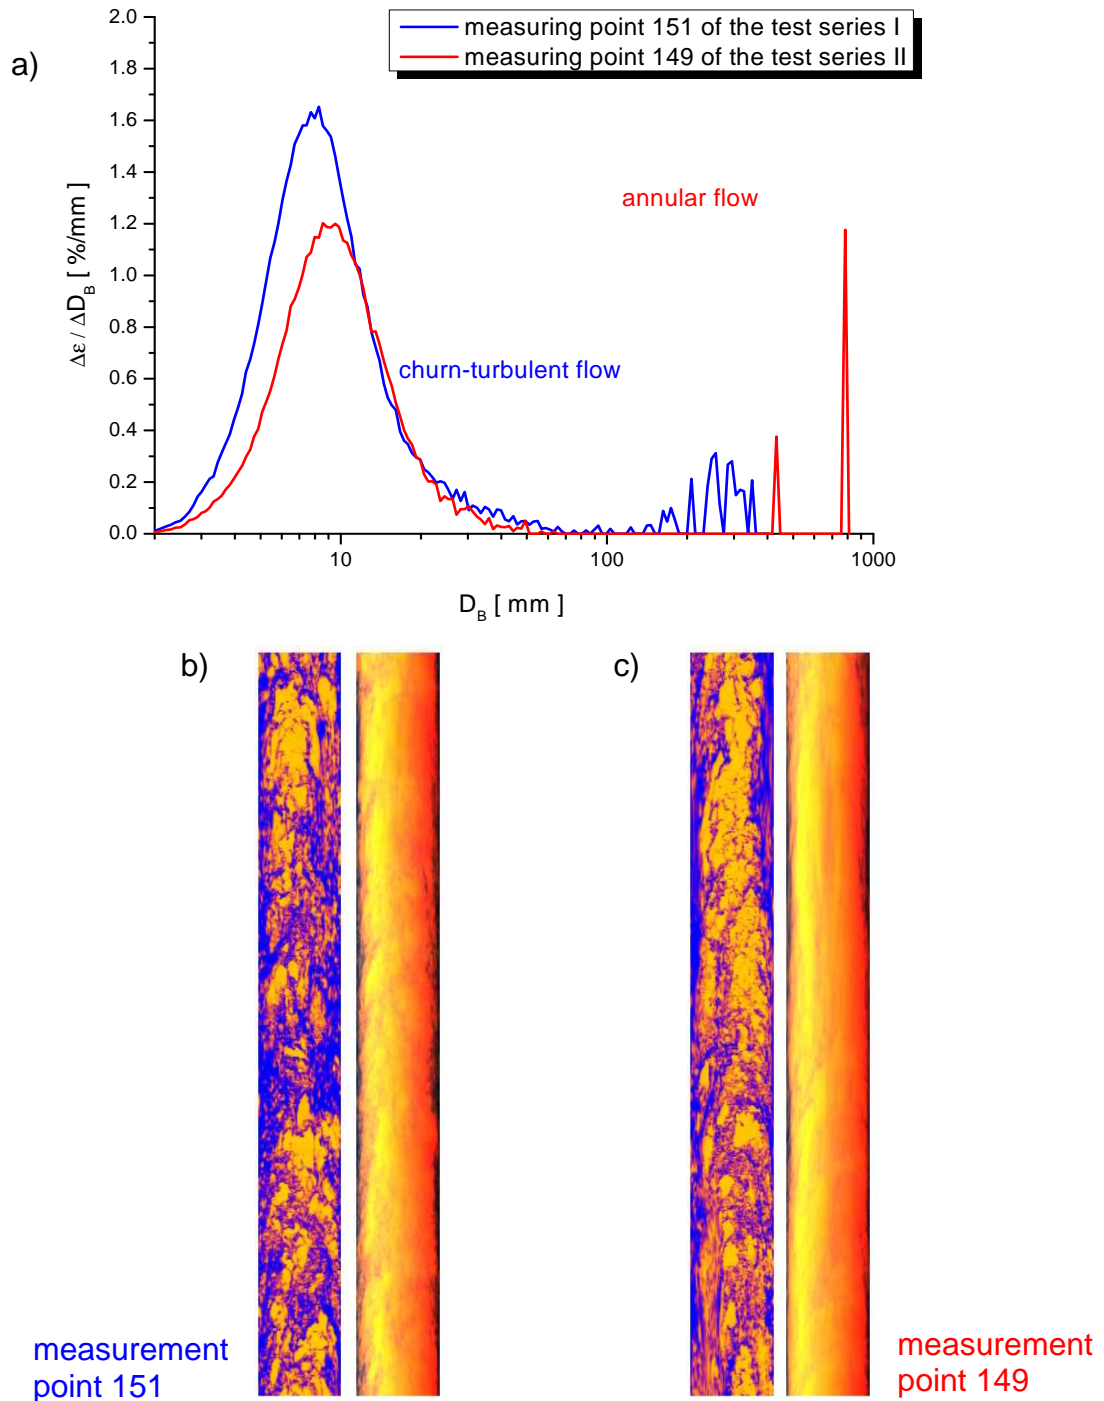 a)
measuring point 151 of the test series I
measuring point 149 of the test series II
2.0
1.8
1.6
1.4
1.2
1.0
0.8
0.6
0.4
0.2
0.0
Δε / ΔD_B [ %/mm ]
annular flow
churn-turbulent flow
10
100
1000
D_B [ mm ]
b)
c)
measurement
point 151
measurement
point 149